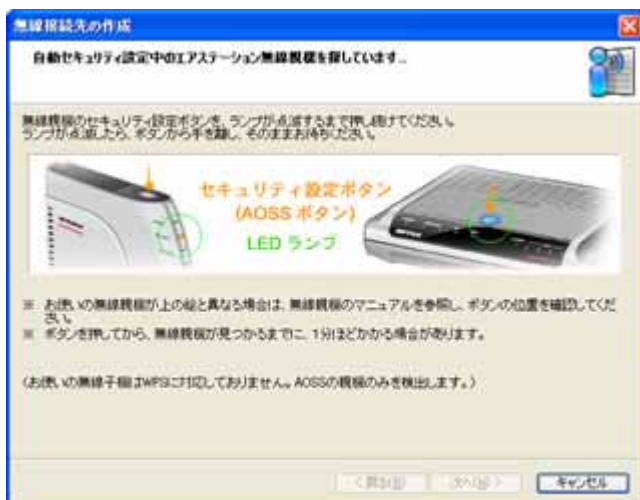 無線接続先の作成
自動セキュリティ設定中のエアステーション無線親機を探しています...
無線親機のセキュリティ設定ボタンを、ランプが点滅するまで押し続けてください。
ランプが点滅したら、ボタンから手を離し、そのままお待ちください。
セキュリティ設定ボタン
(AOSS ボタン)
LED ランプ
※ お使いの無線親機が上の絵と異なる場合は、無線親機のマニュアルを参照し、ボタンの位置を確認してくだ
さい。
※ ボタンを押してから、無線親機が見つかるまでに、1分ほどかかる場合があります。
(お使いの無線子機はWPSに対応しておりません。AOSSの親機のみを検出します。)
< 戻る(B) 次へ(N) > キャンセル